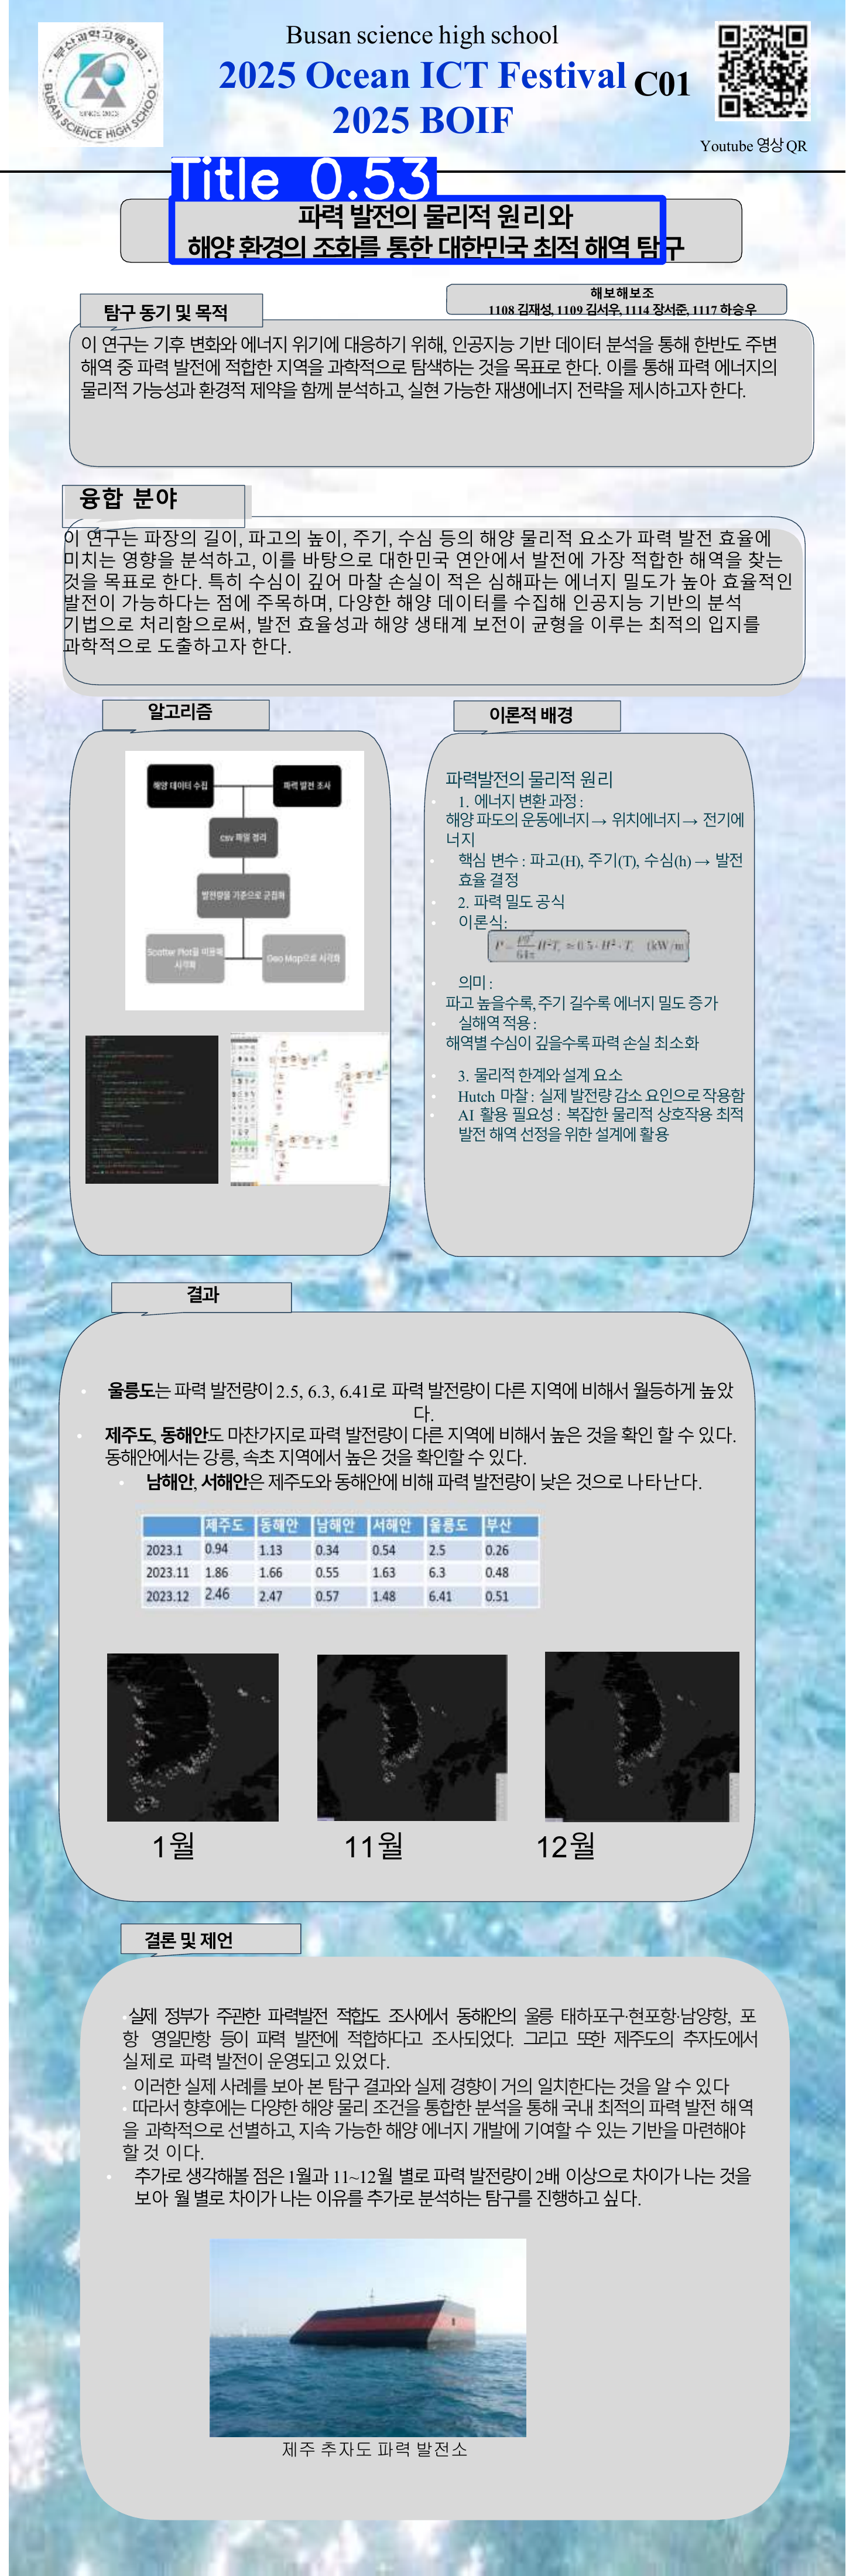 부산과학고등학교
BUSAN SCIENCE HIGH SCHOOL
Busan science high school
2025 Ocean ICT Festival
C01
2025 BOIF
Youtube 영상 QR
Title 0.53
파력 발전의 물리적 원리와
해양 환경의 조화를 통한 대한민국 최적 해역 탐구
해보해보조
1108 김재성, 1109 김서우, 1114 장서준, 1117 하승우
탐구 동기 및 목적
이 연구는 기후 변화와 에너지 위기에 대응하기 위해, 인공지능 기반 데이터 분석을 통해 한반도 주변
해역 중 파력 발전에 적합한 지역을 과학적으로 탐색하는 것을 목표로 한다. 이를 통해 파력 에너지의
물리적 가능성과 환경적 제약을 함께 분석하고, 실현 가능한 재생에너지 전략을 제시하고자 한다.
융합 분야
이 연구는 파장의 길이, 파고의 높이, 주기, 수심 등의 해양 물리적 요소가 파력 발전 효율에
미치는 영향을 분석하고, 이를 바탕으로 대한민국 연안에서 발전에 가장 적합한 해역을 찾는
것을 목표로 한다. 특히 수심이 깊어 마찰 손실이 적은 심해파는 에너지 밀도가 높아 효율적인
발전이 가능하다는 점에 주목하며, 다양한 해양 데이터를 수집해 인공지능 기반의 분석
기법으로 처리함으로써, 발전 효율성과 해양 생태계 보전이 균형을 이루는 최적의 입지를
과학적으로 도출하고자 한다.
알고리즘
해양 데이터 수집
파력 발전 조사
csv 파일 정리
발전량을 기준으로 군집화
Scatter Plot을 이용해
시각화
Geo Map으로 시각화
이론적 배경
파력발전의 물리적 원리
• 1. 에너지 변환 과정 :
해양 파도의 운동에너지 → 위치에너지 → 전기에
너지
• 핵심 변수 : 파고(H), 주기(T), 수심(h) → 발전
효율 결정
• 2. 파력 밀도 공식
• 이론식:
P = ρg²/64π H²Tₑ ≈ 0.5 · H² · Tₑ (kW/m)
• 의미 :
파고 높을수록, 주기 길수록 에너지 밀도 증가
• 실해역 적용 :
해역별 수심이 깊을수록 파력 손실 최소화
• 3. 물리적 한계와 설계 요소
• Hutch 마찰 : 실제 발전량 감소 요인으로 작용함
• AI 활용 필요성 : 복잡한 물리적 상호작용 최적
발전 해역 선정을 위한 설계에 활용
결과
• 울릉도는 파력 발전량이 2.5, 6.3, 6.41로 파력 발전량이 다른 지역에 비해서 월등하게 높았
다.
• 제주도, 동해안도 마찬가지로 파력 발전량이 다른 지역에 비해서 높은 것을 확인 할 수 있다.
동해안에서는 강릉, 속초 지역에서 높은 것을 확인할 수 있다.
• 남해안, 서해안은 제주도와 동해안에 비해 파력 발전량이 낮은 것으로 나타난다.
제주도 동해안 남해안 서해안 울릉도 부산
2023.1 0.94 1.13 0.34 0.54 2.5 0.26
2023.11 1.86 1.66 0.55 1.63 6.3 0.48
2023.12 2.46 2.47 0.57 1.48 6.41 0.51
1월 11월 12월
결론 및 제언
• 실제 정부가 주관한 파력발전 적합도 조사에서 동해안의 울릉 태하포구·현포항·남양항, 포
항 영일만항 등이 파력 발전에 적합하다고 조사되었다. 그리고 또한 제주도의 추자도에서
실제로 파력 발전이 운영되고 있었다.
• 이러한 실제 사례를 보아 본 탐구 결과와 실제 경향이 거의 일치한다는 것을 알 수 있다
• 따라서 향후에는 다양한 해양 물리 조건을 통합한 분석을 통해 국내 최적의 파력 발전 해역
을 과학적으로 선별하고, 지속 가능한 해양 에너지 개발에 기여할 수 있는 기반을 마련해야
할 것 이다.
• 추가로 생각해볼 점은 1월과 11~12월 별로 파력 발전량이 2배 이상으로 차이가 나는 것을
보아 월 별로 차이가 나는 이유를 추가로 분석하는 탐구를 진행하고 싶다.
제주 추자도 파력 발전소